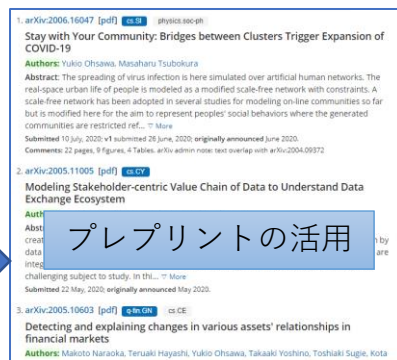 1. arXiv:2006.16047 [pdf] cs.SI physics.soc-ph
Stay with Your Community: Bridges between Clusters Trigger Expansion of
COVID-19
Authors: Yukio Ohsawa, Masaharu Tsubokura
Abstract: The spreading of virus infection is here simulated over artificial human networks. The
real-space urban life of people is modeled as a modified scale-free network with constraints. A
scale-free network has been adopted in several studies for modeling on-line communities so far
but is modified here for the aim to represent peoples' social behaviors where the generated
communities are restricted ref... ▽ More
Submitted 10 July, 2020; v1 submitted 26 June, 2020; originally announced June 2020.
Comments: 22 pages, 9 figures, 4 Tables. arXiv admin note: text overlap with arXiv:2004.09372
2. arXiv:2005.11005 [pdf] cs.CY
Modeling Stakeholder-centric Value Chain of Data to Understand Data
Exchange Ecosystem
Auth
Abst
creat by
プレプリントの活用
data are
integ
challenging subject to study. In thi... ▽ More
Submitted 22 May, 2020; originally announced May 2020.
3. arXiv:2005.10603 [pdf] q-fin.GN cs.CE
Detecting and explaining changes in various assets' relationships in
financial markets
Authors: Makoto Naraoka, Teruaki Hayashi, Yukio Ohsawa, Takaaki Yoshino, Toshiaki Sugie, Kota